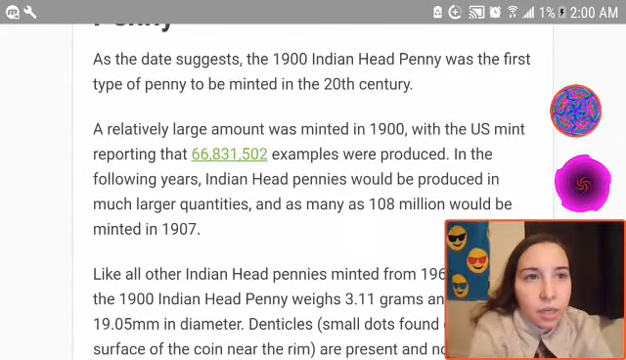 1% 2:00 AM
As the date suggests, the 1900 Indian Head Penny was the first
type of penny to be minted in the 20th century.
A relatively large amount was minted in 1900, with the US mint
reporting that 66,831,502 examples were produced. In the
following years, Indian Head pennies would be produced in
much larger quantities, and as many as 108 million would be
minted in 1907.
Like all other Indian Head pennies minted from 196
the 1900 Indian Head Penny weighs 3.11 grams an
19.05mm in diameter. Denticles (small dots found
surface of the coin near the rim) are present and no